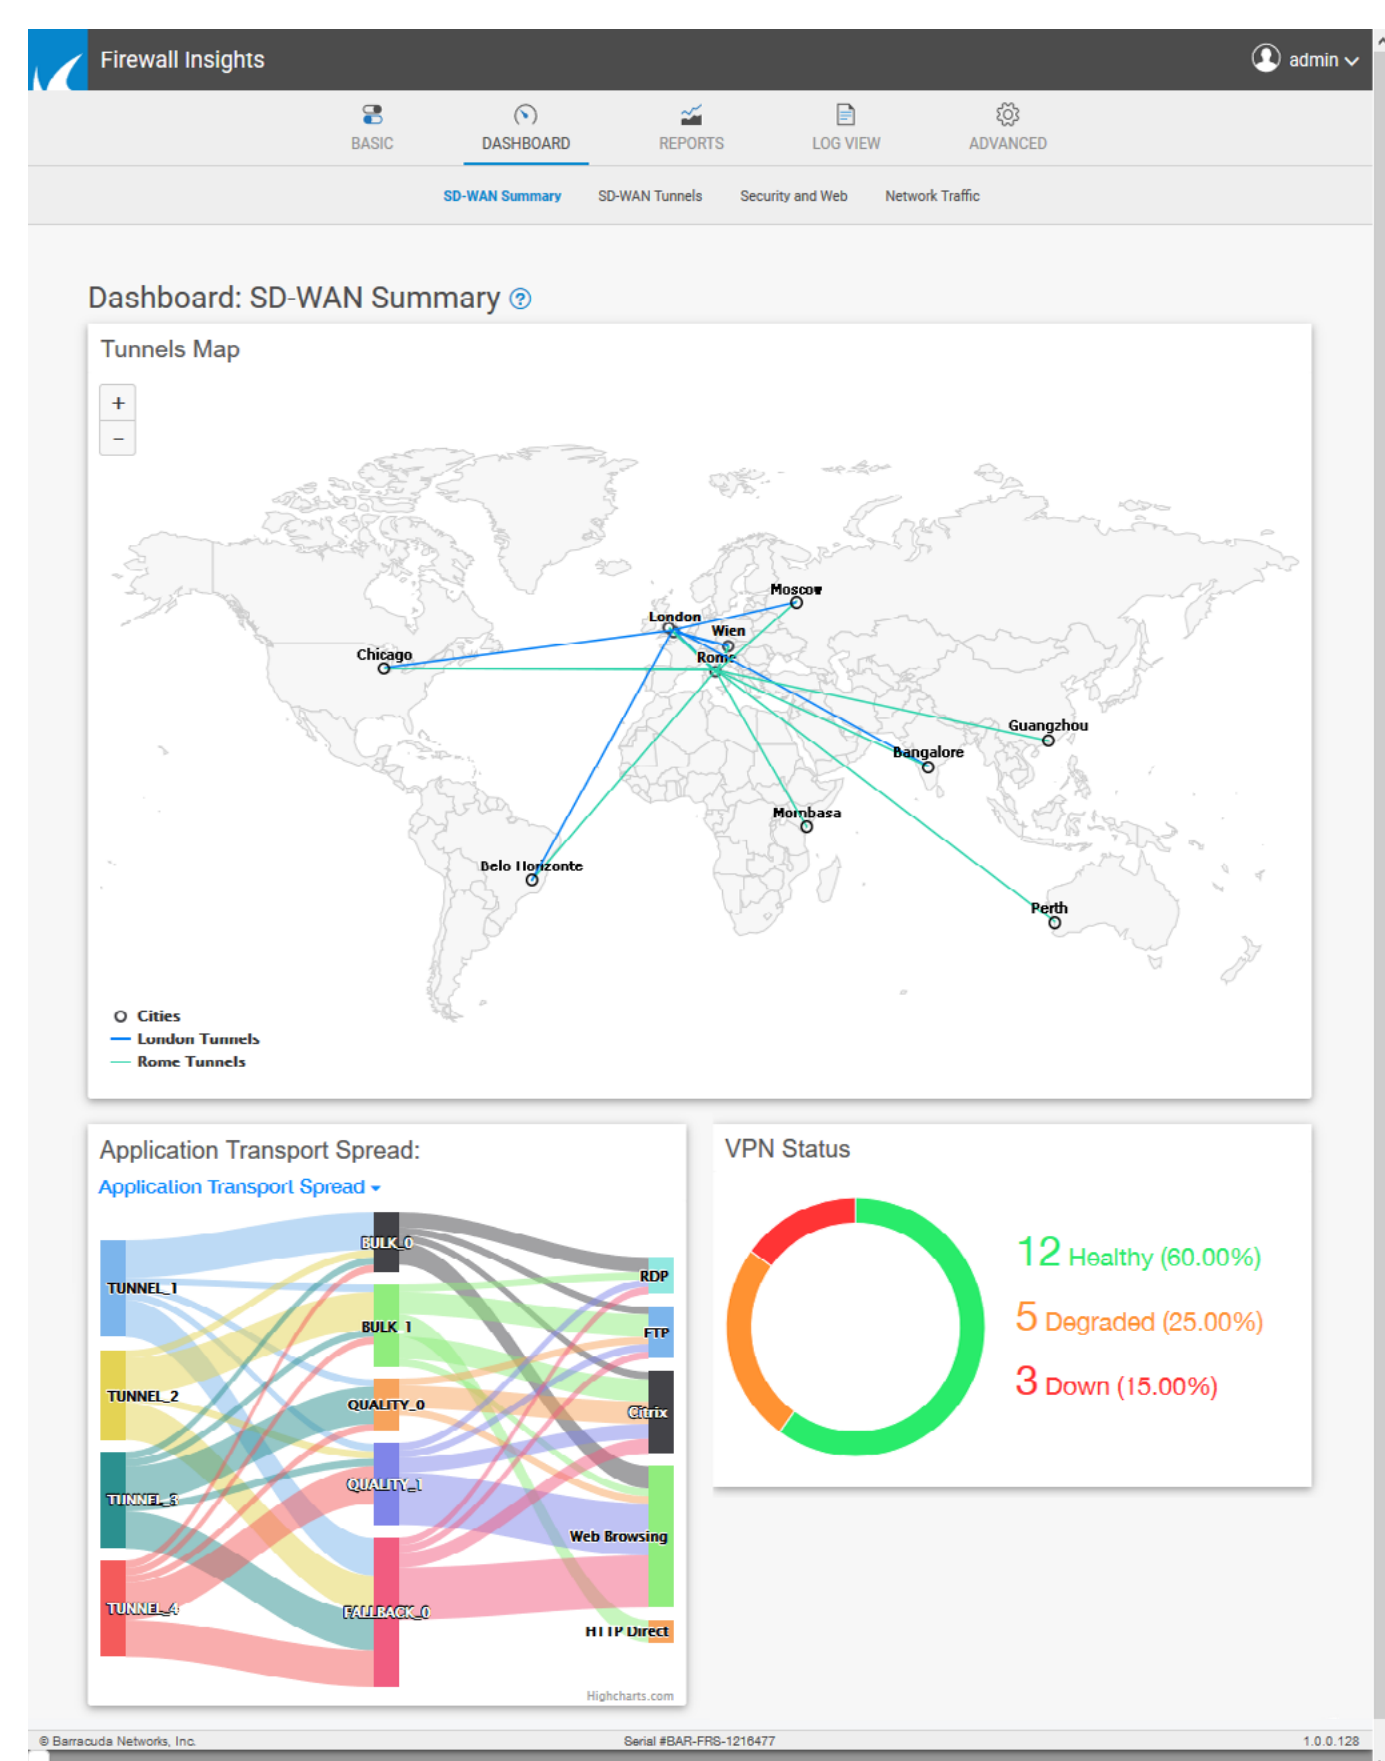 Firewall Insights
admin
BASIC DASHBOARD REPORTS LOG VIEW ADVANCED
SD-WAN Summary SD-WAN Tunnels Security and Web Network Traffic
Dashboard: SD-WAN Summary ?
Tunnels Map
+
−
Moscow
London
Wien
Chicago
Rome
Guangzhou
Bangalore
Mombasa
Belo Horizonte
Perth
Cities
London Tunnels
Rome Tunnels
Application Transport Spread:
Application Transport Spread
BULK_0
TUNNEL_1
RDP
BULK_1
FTP
TUNNEL_2
QUALITY_0
Citrix
QUALITY_1
TUNNEL_3
Web Browsing
TUNNEL_4
FALLBACK_0
HTTP Direct
Highcharts.com
VPN Status
12 Healthy (60.00%)
5 Degraded (25.00%)
3 Down (15.00%)
© Barracuda Networks, Inc. Serial #BAR-FRS-1216477 1.0.0.128